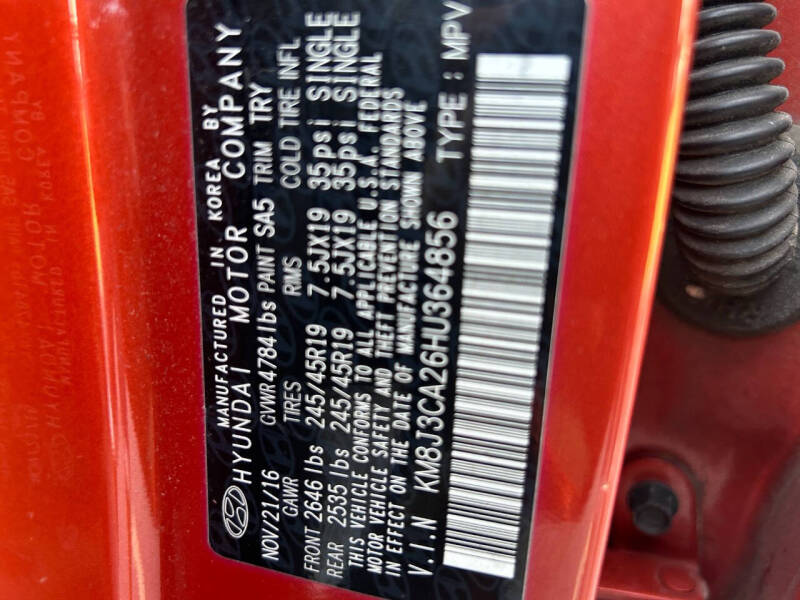 MANUFACTURED IN KOREA BY
HYUNDAI MOTOR COMPANY
NOV/21/16 GVWR 4784 lbs PAINT SA5 TRIM TRY
GAWR TIRES RMS COLD TIRE INFL
FRONT 2646 lbs 245/45R19 7.5JX19 35psi SINGLE
REAR 2535 lbs 245/45R19 7.5JX19 35psi SINGLE
THIS VEHICLE CONFORMS TO ALL APPLICABLE U.S.A. FEDERAL
MOTOR VEHICLE SAFETY AND THEFT PREVENTION STANDARDS
IN EFFECT ON THE DATE OF MANUFACTURE SHOWN ABOVE
V.I.N KM8J3CA26HU364856 TYPE : MPV